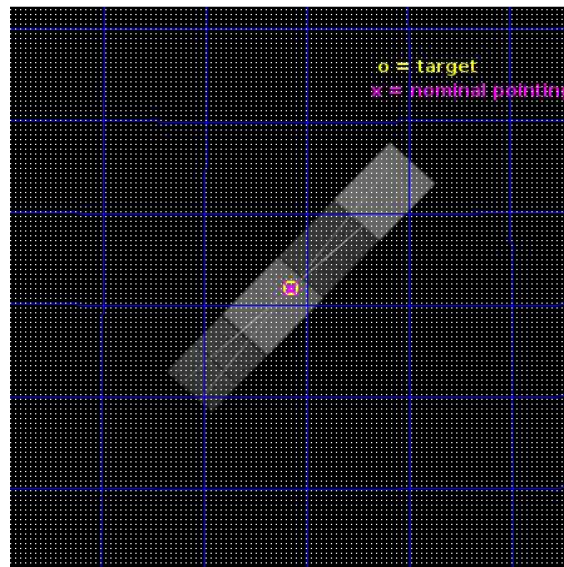 o = target
x = nominal pointin